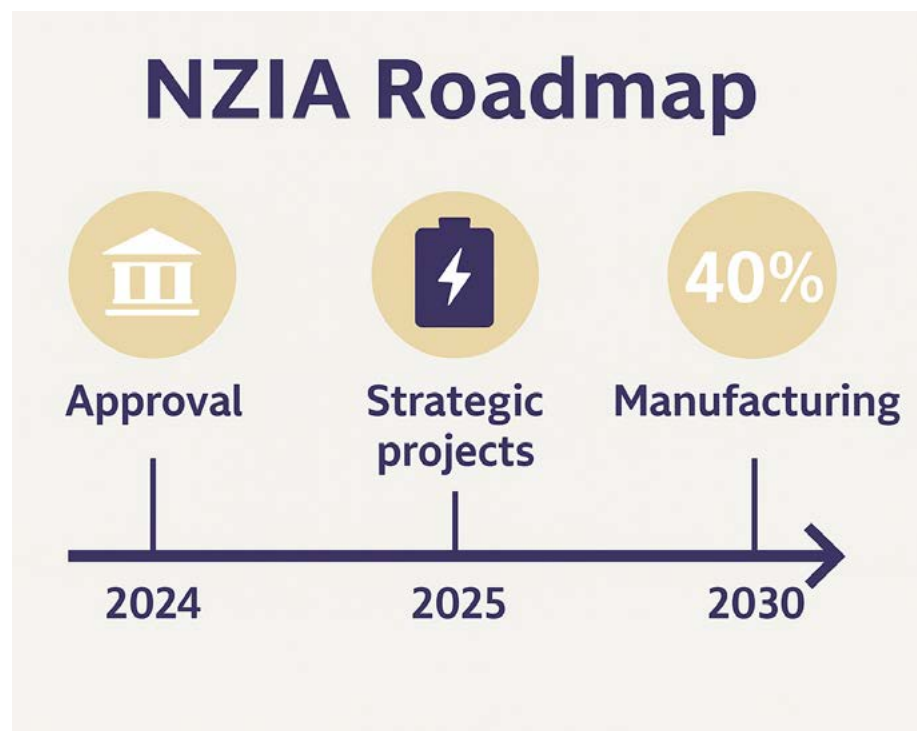 NZIA Roadmap
40%
Approval
Strategic
projects
Manufacturing
2024
2025
2030